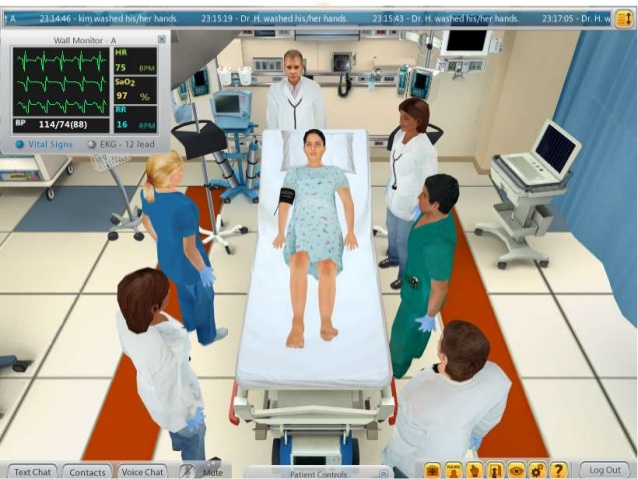 t A 23:14:46 - kim washed his/her hands. 23:15:19 - Dr. H. washed his/her hands. 23:15:43 - Dr. H. washed his/her hands. 23:17:05 - Dr. H. w
Wall Monitor - A
HR
75 BPM
SaO2
97 %
RR
16 BPM
BP 114/74(88)
Vital Signs EKG - 12 lead
Text Chat Contacts Voice Chat Mute Patient Controls ? Log Out